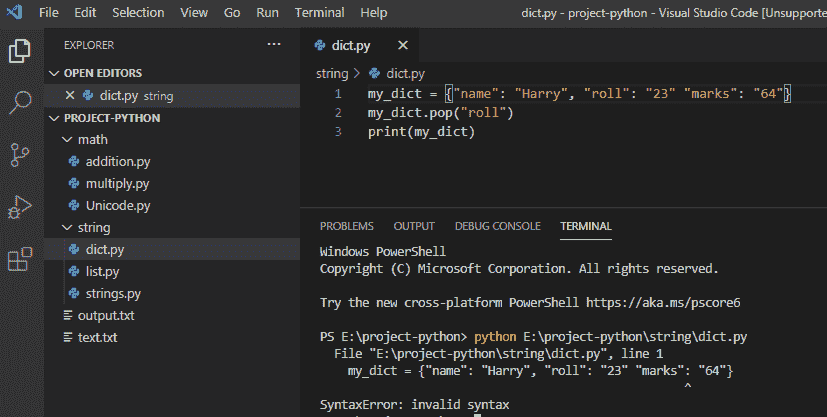 File Edit Selection View Go Run Terminal Help dict.py - project-python - Visual Studio Code [Unsupporte
EXPLORER ...
dict.py ×
OPEN EDITORS
× dict.py string
string > dict.py
PROJECT-PYTHON
math
addition.py
multiply.py
Unicode.py
string
dict.py
list.py
strings.py
output.txt
text.txt
1 my_dict = {"name": "Harry", "roll": "23" "marks": "64"}
2 my_dict.pop("roll")
3 print(my_dict)
PROBLEMS OUTPUT DEBUG CONSOLE TERMINAL
Windows PowerShell
Copyright (C) Microsoft Corporation. All rights reserved.
Try the new cross-platform PowerShell https://aka.ms/pscore6
PS E:\project-python> python E:\project-python\string\dict.py
File "E:\project-python\string\dict.py", line 1
my_dict = {"name": "Harry", "roll": "23" "marks": "64"}
^
SyntaxError: invalid syntax